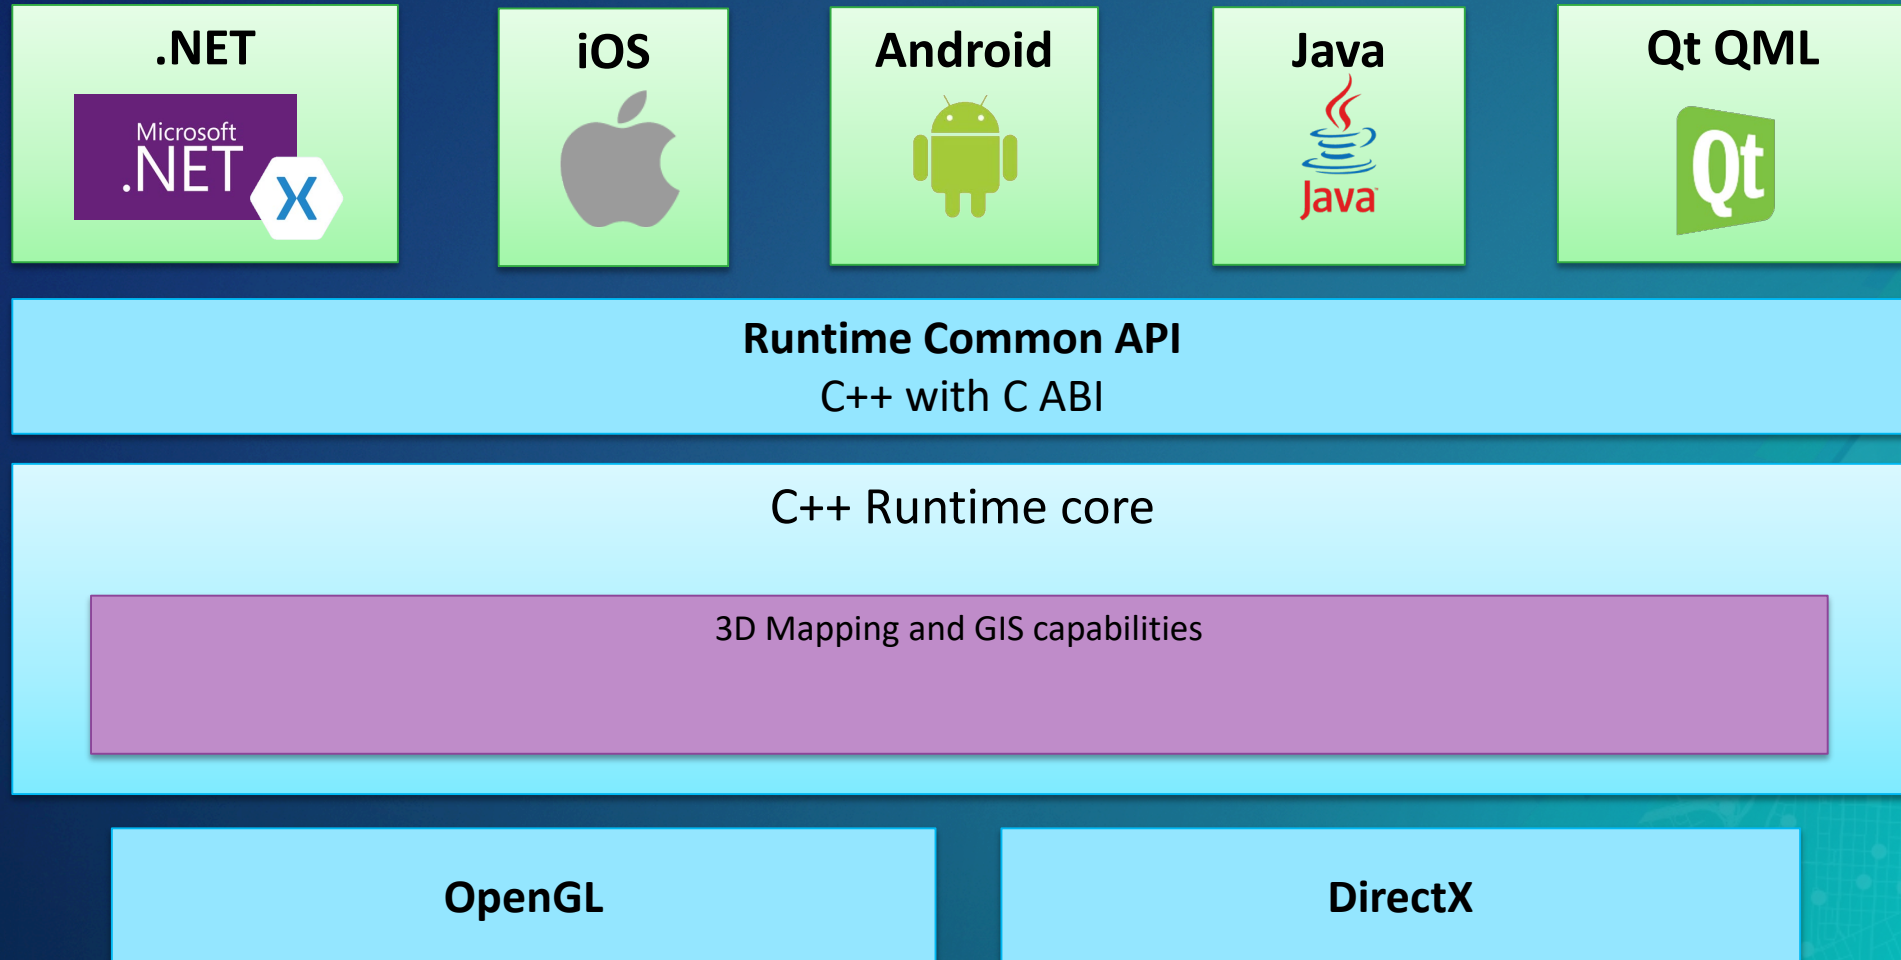 .NET
iOS
Android
Java
Qt QML
Microsoft
.NET
X
Java
Qt
Runtime Common API
C++ with C ABI
C++ Runtime core
3D Mapping and GIS capabilities
OpenGL
DirectX